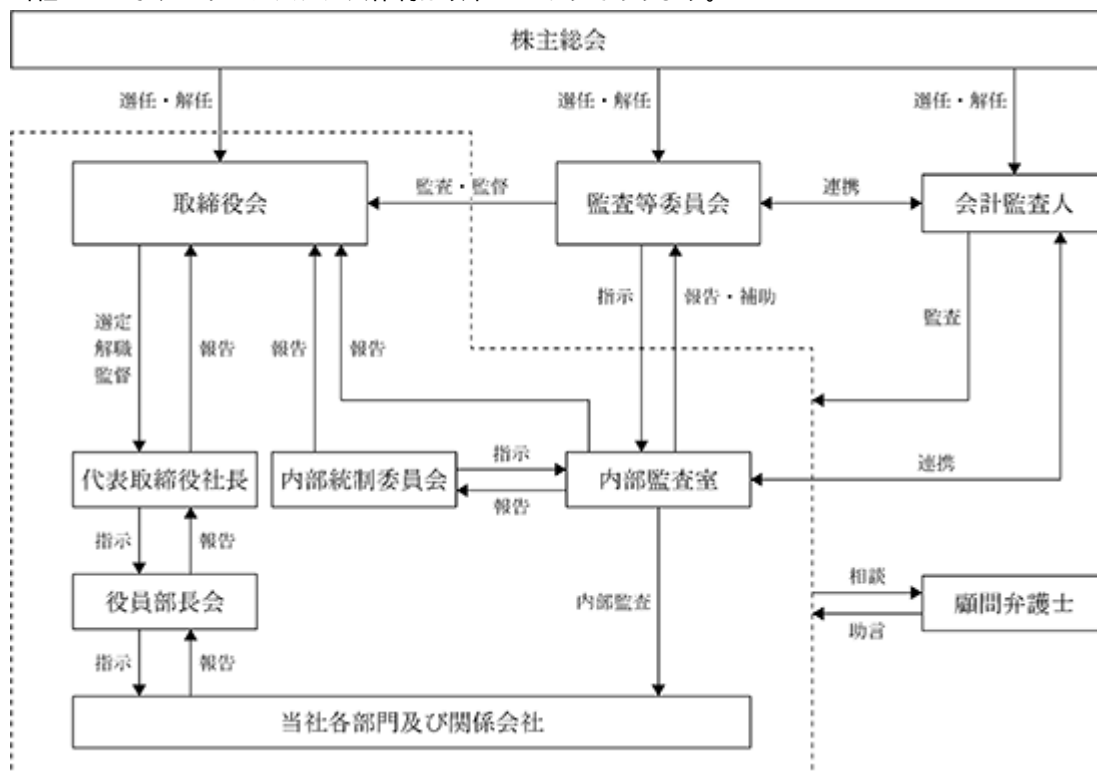 株主総会
選任・解任
選任・解任
選任・解任
取締役会
監査・監督
監査等委員会
連携
会計監査人
選定
解職
監督
報告
報告
報告
指示
報告・補助
監査
代表取締役社長
内部統制委員会
指示
報告
内部監査室
連携
指示
報告
役員部長会
内部監査
相談
助言
顧問弁護士
指示
報告
当社各部門及び関係会社